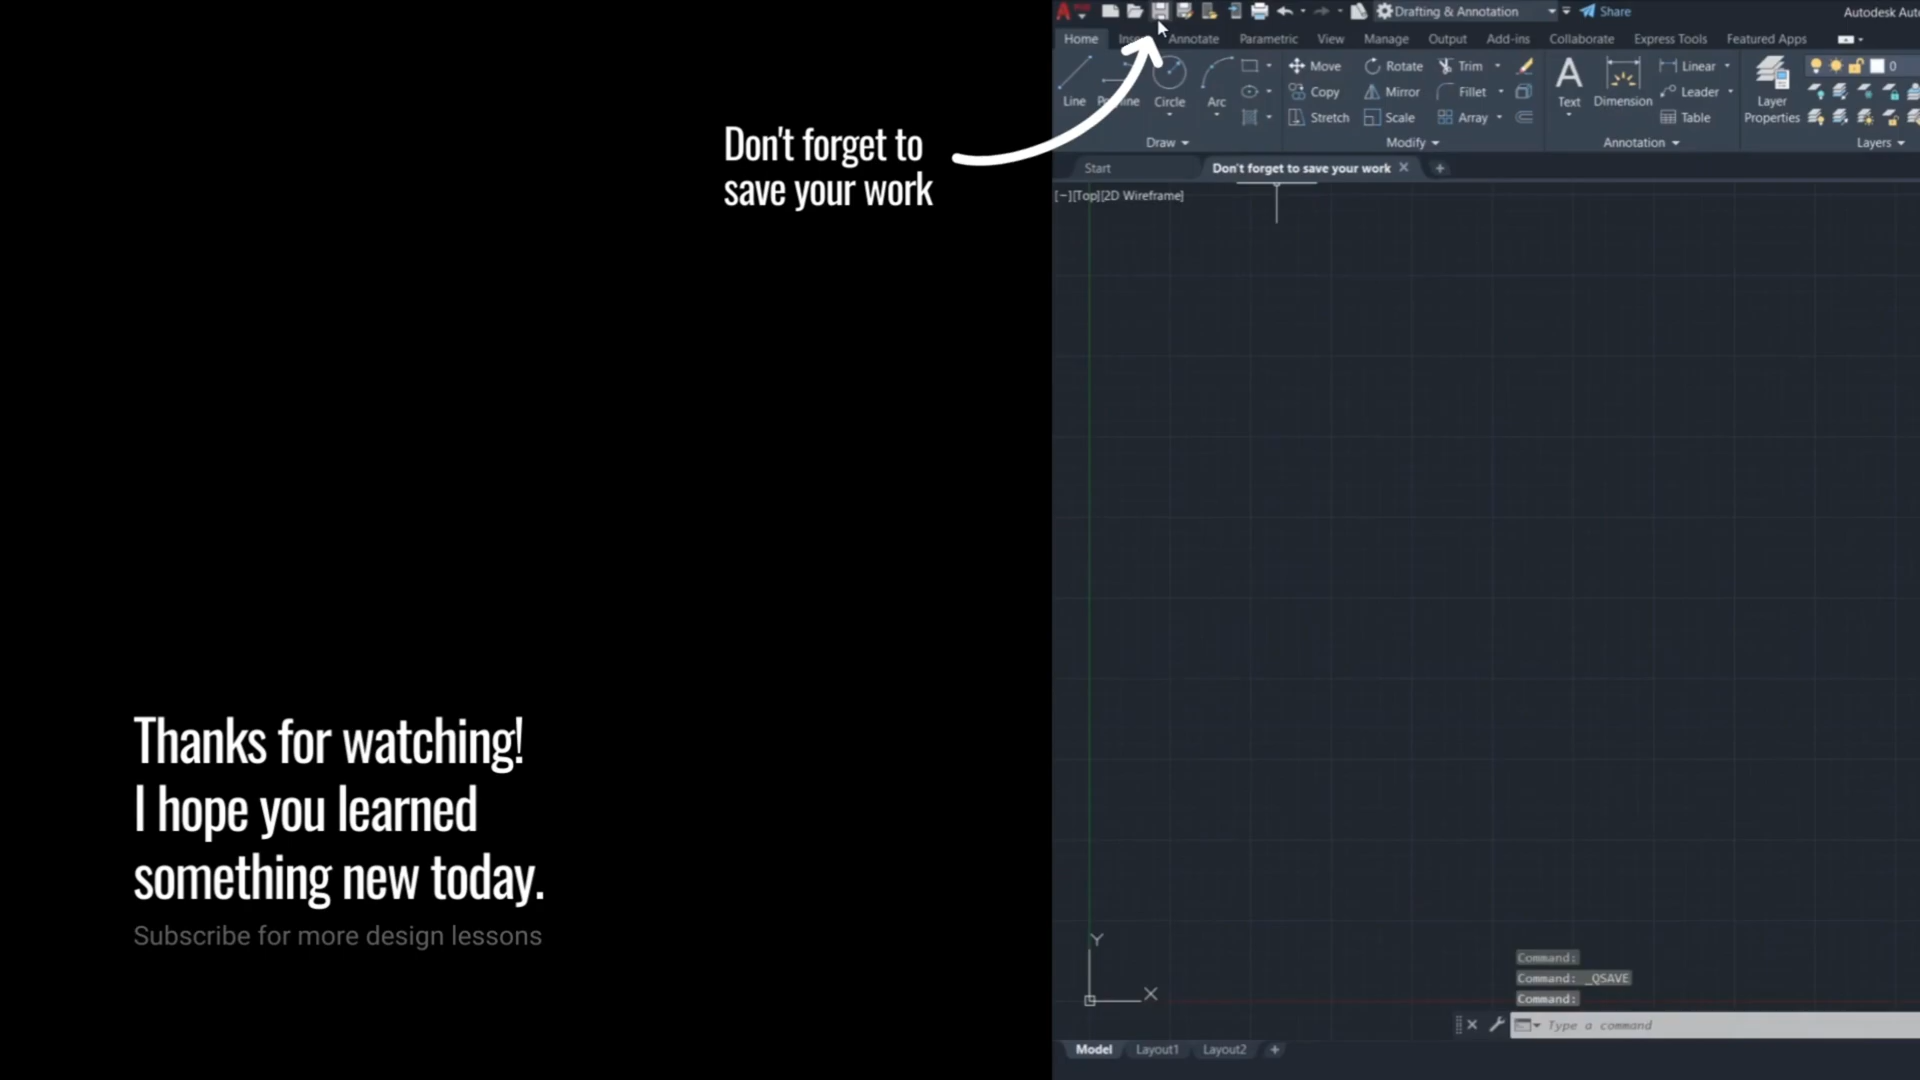 Drafting & Annotation
Share
Home
Annotate
Parametric
View
Manage
Output
Add-ins
Collaborate
Express Tools
Featured Apps
Line
Circle
Arc
Move
Copy
Stretch
Rotate
Mirror
Scale
Trim
Fillet
Array
Text
Dimension
Linear
Leader
Table
Layer
Properties
0
Draw
Modify
Annotation
Layers
Start
Don't forget to save your work
[−][Top][2D Wireframe]
Don't forget to
save your work
Thanks for watching!
I hope you learned
something new today.
Subscribe for more design lessons
Y
X
Command:
Command: _QSAVE
Command:
Type a command
Model
Layout1
Layout2